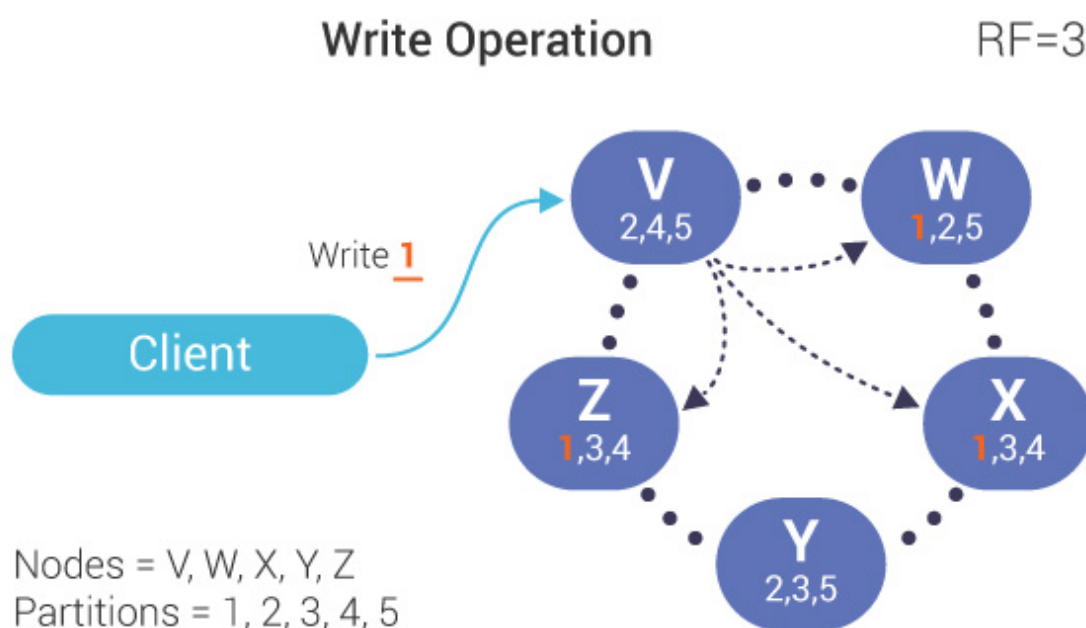 Write Operation
RF=3
V
2,4,5
W
1,2,5
Write 1
Client
Z
1,3,4
X
1,3,4
Y
2,3,5
Nodes = V, W, X, Y, Z
Partitions = 1, 2, 3, 4, 5